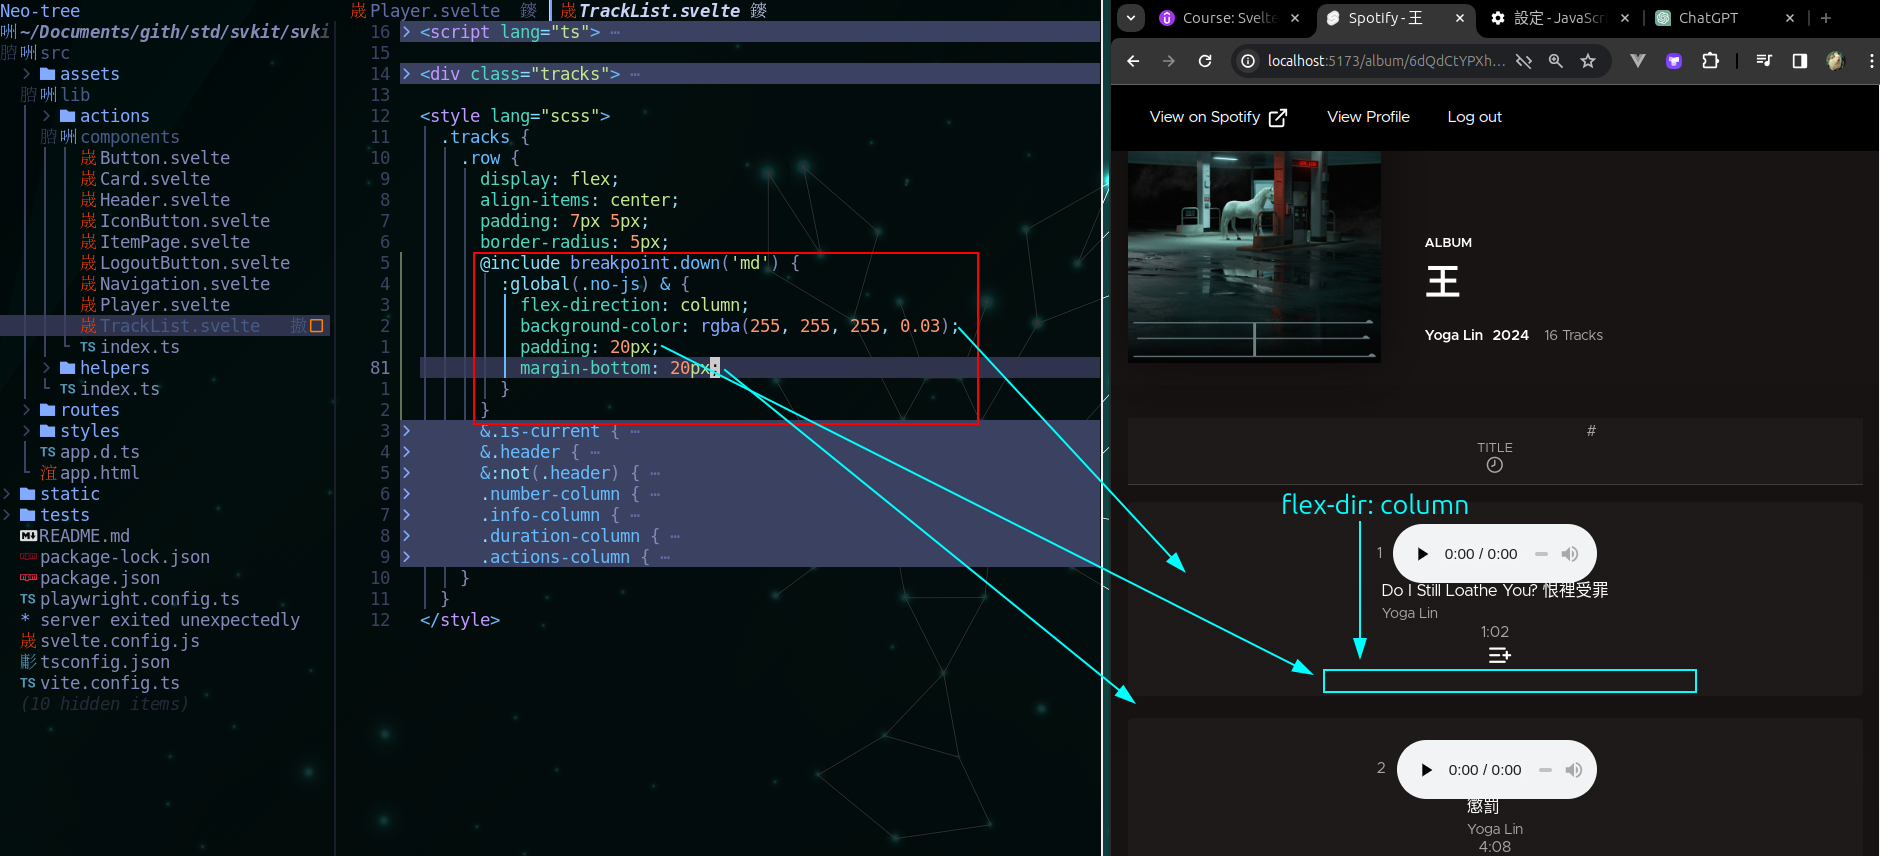 Neo-tree
~/Documents/gith/std/svkit/svki
src
assets
lib
actions
components
Button.svelte
Card.svelte
Header.svelte
IconButton.svelte
ItemPage.svelte
LogoutButton.svelte
Navigation.svelte
Player.svelte
TrackList.svelte
TS index.ts
helpers
TS index.ts
routes
styles
TS app.d.ts
app.html
static
tests
README.md
package-lock.json
package.json
TS playwright.config.ts
* server exited unexpectedly
svelte.config.js
tsconfig.json
TS vite.config.ts
(10 hidden items)
Player.svelte
TrackList.svelte
16 <script lang="ts"> ⋯
15
14 <div class="tracks"> ⋯
13
12 <style lang="scss">
11 .tracks {
10 .row {
9 display: flex;
8 align-items: center;
7 padding: 7px 5px;
6 border-radius: 5px;
5 @include breakpoint.down('md') {
4 :global(.no-js) & {
3 flex-direction: column;
2 background-color: rgba(255, 255, 255, 0.03);
1 padding: 20px;
81 margin-bottom: 20px;
1 }
2 }
3 &.is-current { ⋯
4 &.header { ⋯
5 &:not(.header) { ⋯
6 .number-column { ⋯
7 .info-column { ⋯
8 .duration-column { ⋯
9 .actions-column { ⋯
10 }
11 }
12 </style>
Course: Svelte
Spotify - 王
設定 - JavaScri
ChatGPT
localhost:5173/album/6dQdCtYPXh...
View on Spotify
View Profile
Log out
ALBUM
王
Yoga Lin 2024 16 Tracks
#
TITLE
flex-dir: column
1
0:00 / 0:00
Do I Still Loathe You? 恨裡受罪
Yoga Lin
1:02
2
0:00 / 0:00
懲罰
Yoga Lin
4:08